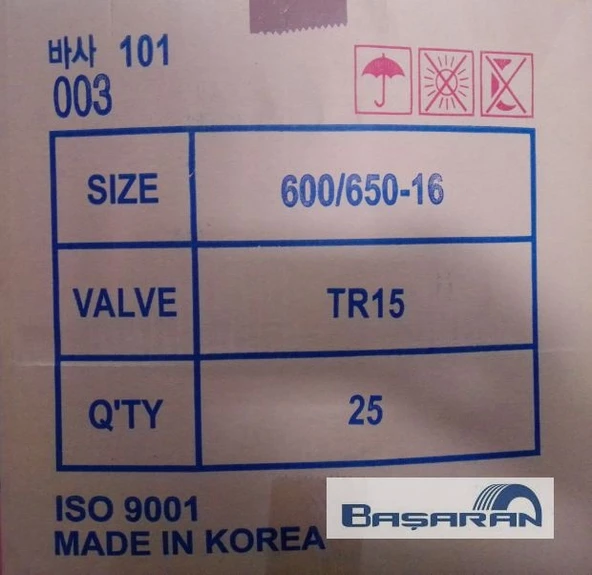 바사 101
003
SIZE 600/650-16
VALVE TR15
Q'TY 25
ISO 9001
MADE IN KOREA
BAŞARAN